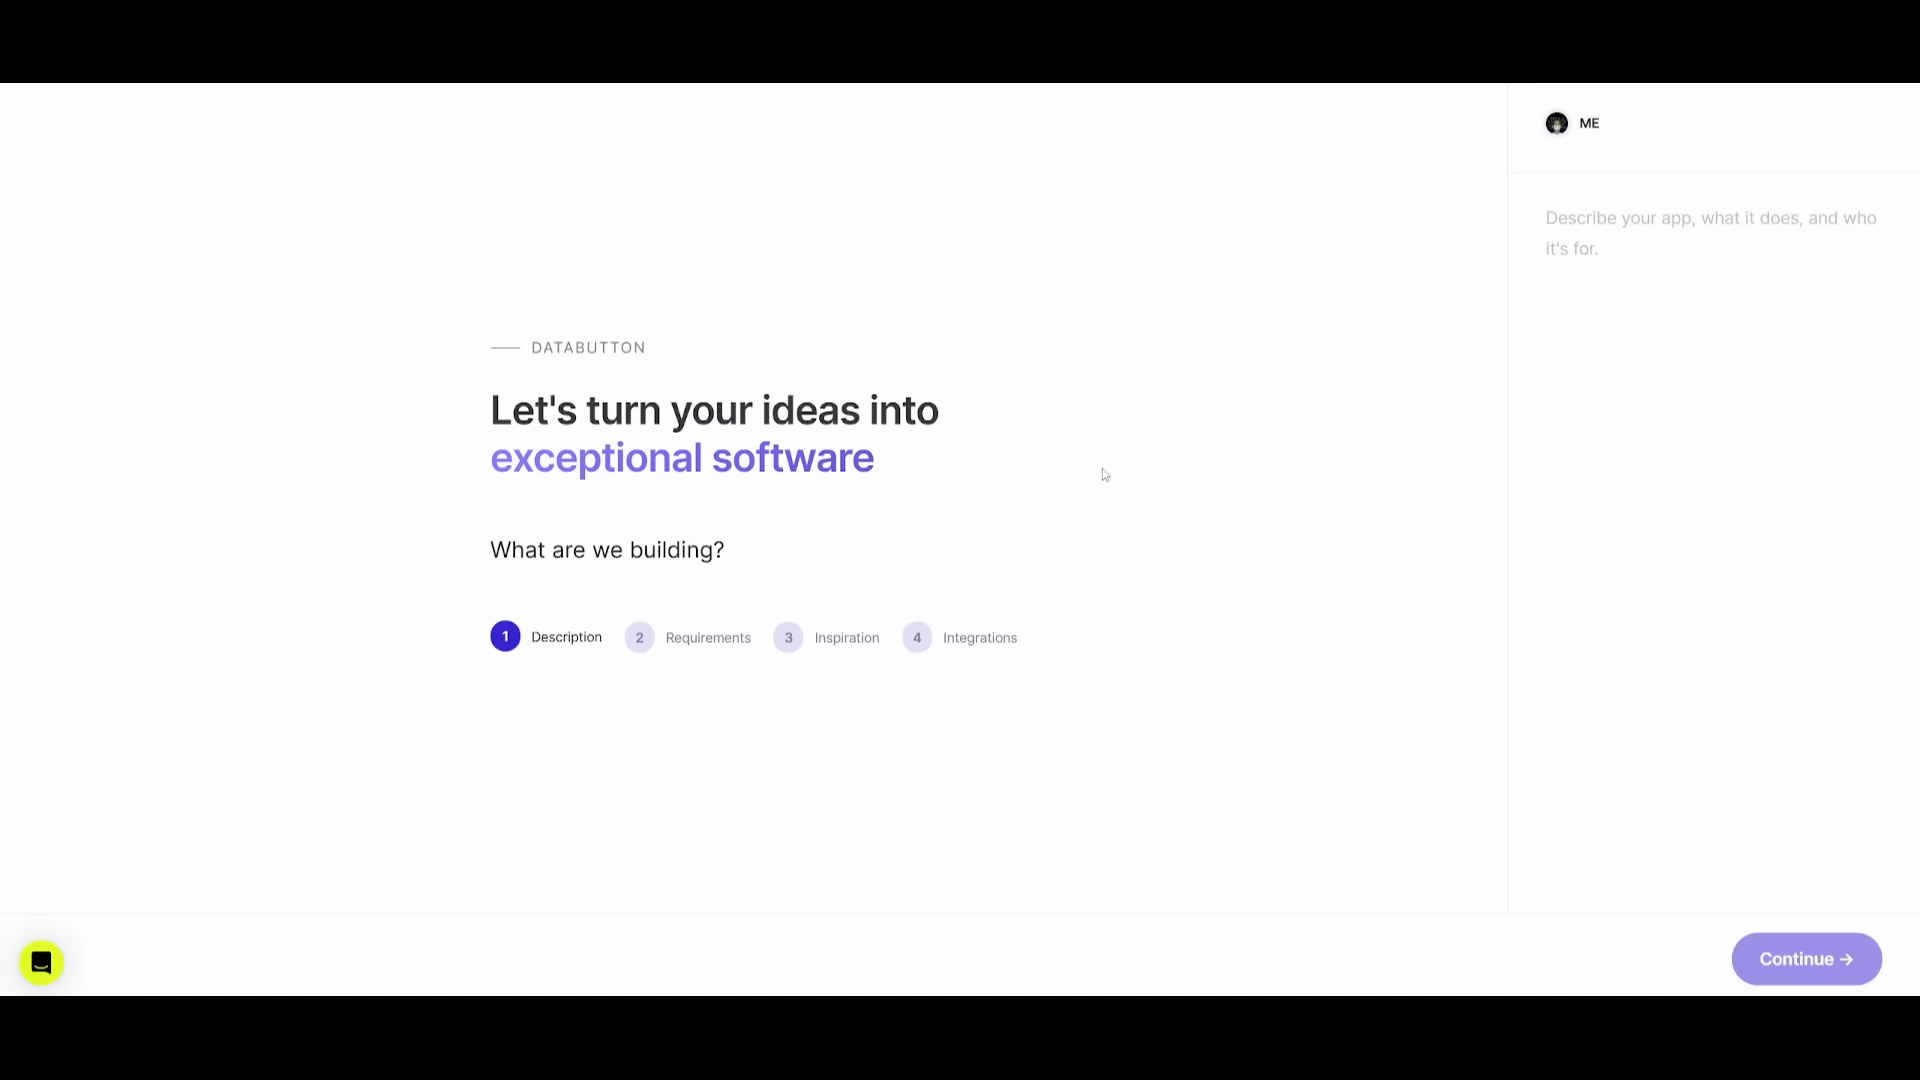 DATABUTTON
Let's turn your ideas into
exceptional software
What are we building?
1 Description 2 Requirements 3 Inspiration 4 Integrations
ME
Describe your app, what it does, and who
it's for.
Continue →